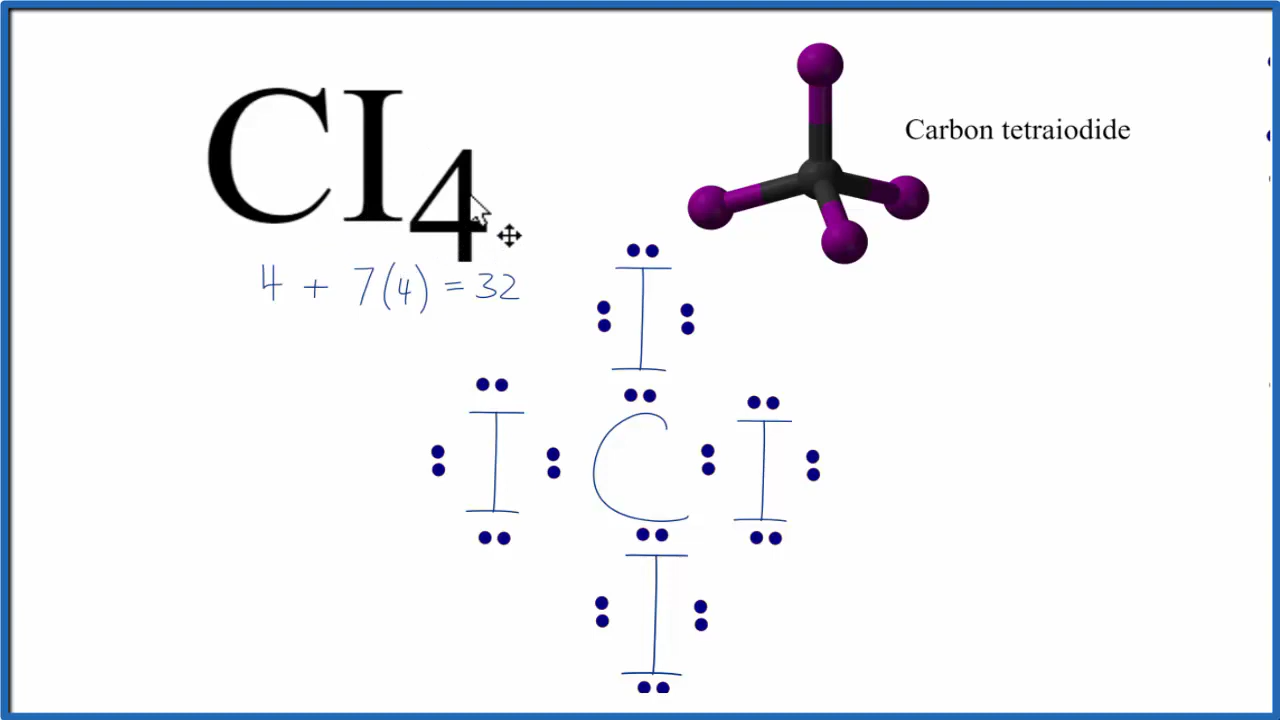 CI₄
Carbon tetraiodide
4 + 7(4) = 32
I
I C I
I